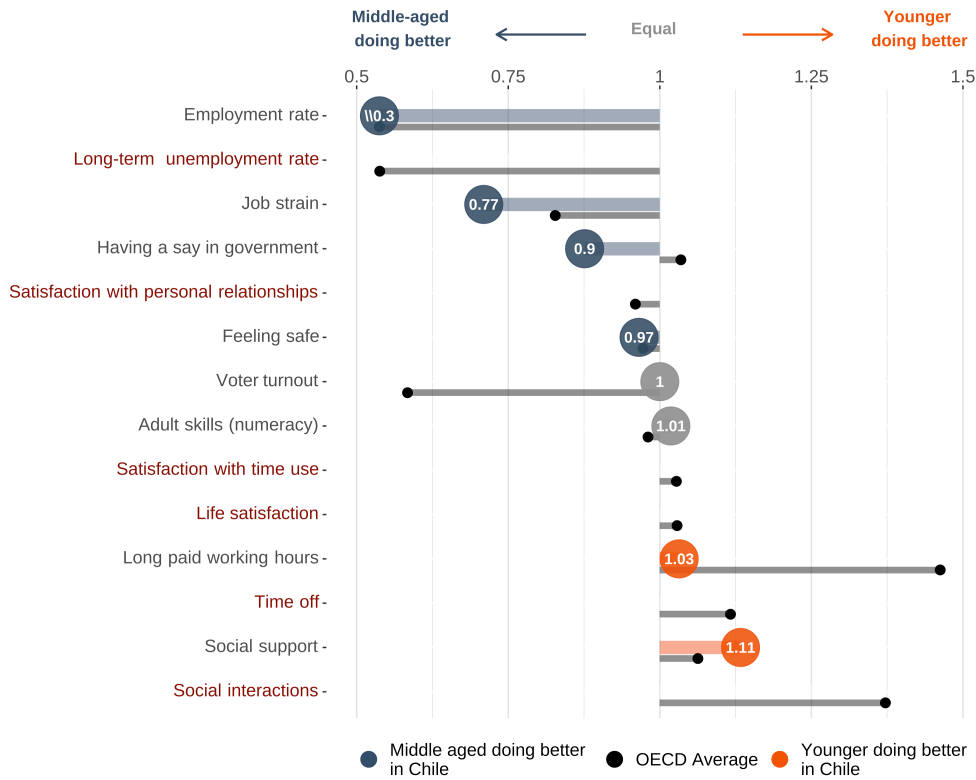 Middle-aged
doing better
Equal
Younger
doing better
0.5 0.75 1 1.25 1.5
Employment rate
\\0.3
Long-term  unemployment rate
Job strain
0.77
Having a say in government
0.9
Satisfaction with personal relationships
Feeling safe
0.97
Voter turnout
1
Adult skills (numeracy)
1.01
Satisfaction with time use
Life satisfaction
Long paid working hours
1.03
Time off
Social support
1.11
Social interactions
Middle aged doing better
in Chile
OECD Average
Younger doing better
in Chile